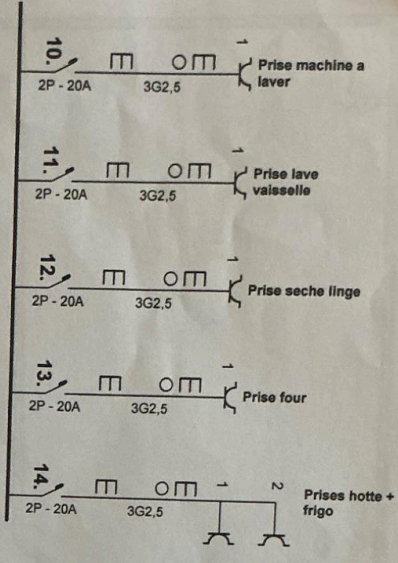 10.
1
Prise machine a
laver
2P - 20A
3G2,5
11.
1
Prise lave
vaisselle
2P - 20A
3G2,5
12.
1
Prise seche linge
2P - 20A
3G2,5
13.
1
Prise four
2P - 20A
3G2,5
14.
1
2
Prises hotte +
frigo
2P - 20A
3G2,5